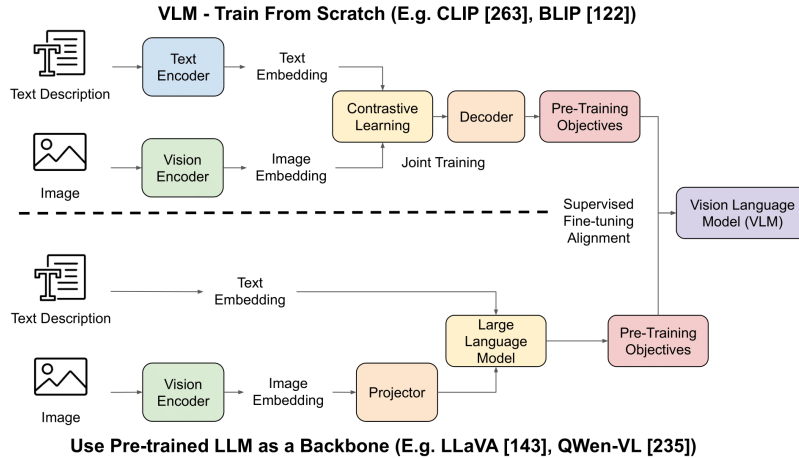 VLM - Train From Scratch (E.g. CLIP [263], BLIP [122])
Text Description
Text
Encoder
Text
Embedding
Image
Vision
Encoder
Image
Embedding
Contrastive
Learning
Joint Training
Decoder
Pre-Training
Objectives
Supervised
Fine-tuning
Alignment
Vision Language
Model (VLM)
Text Description
Text
Embedding
Image
Vision
Encoder
Image
Embedding
Projector
Large
Language
Model
Pre-Training
Objectives
Use Pre-trained LLM as a Backbone (E.g. LLaVA [143], QWen-VL [235])